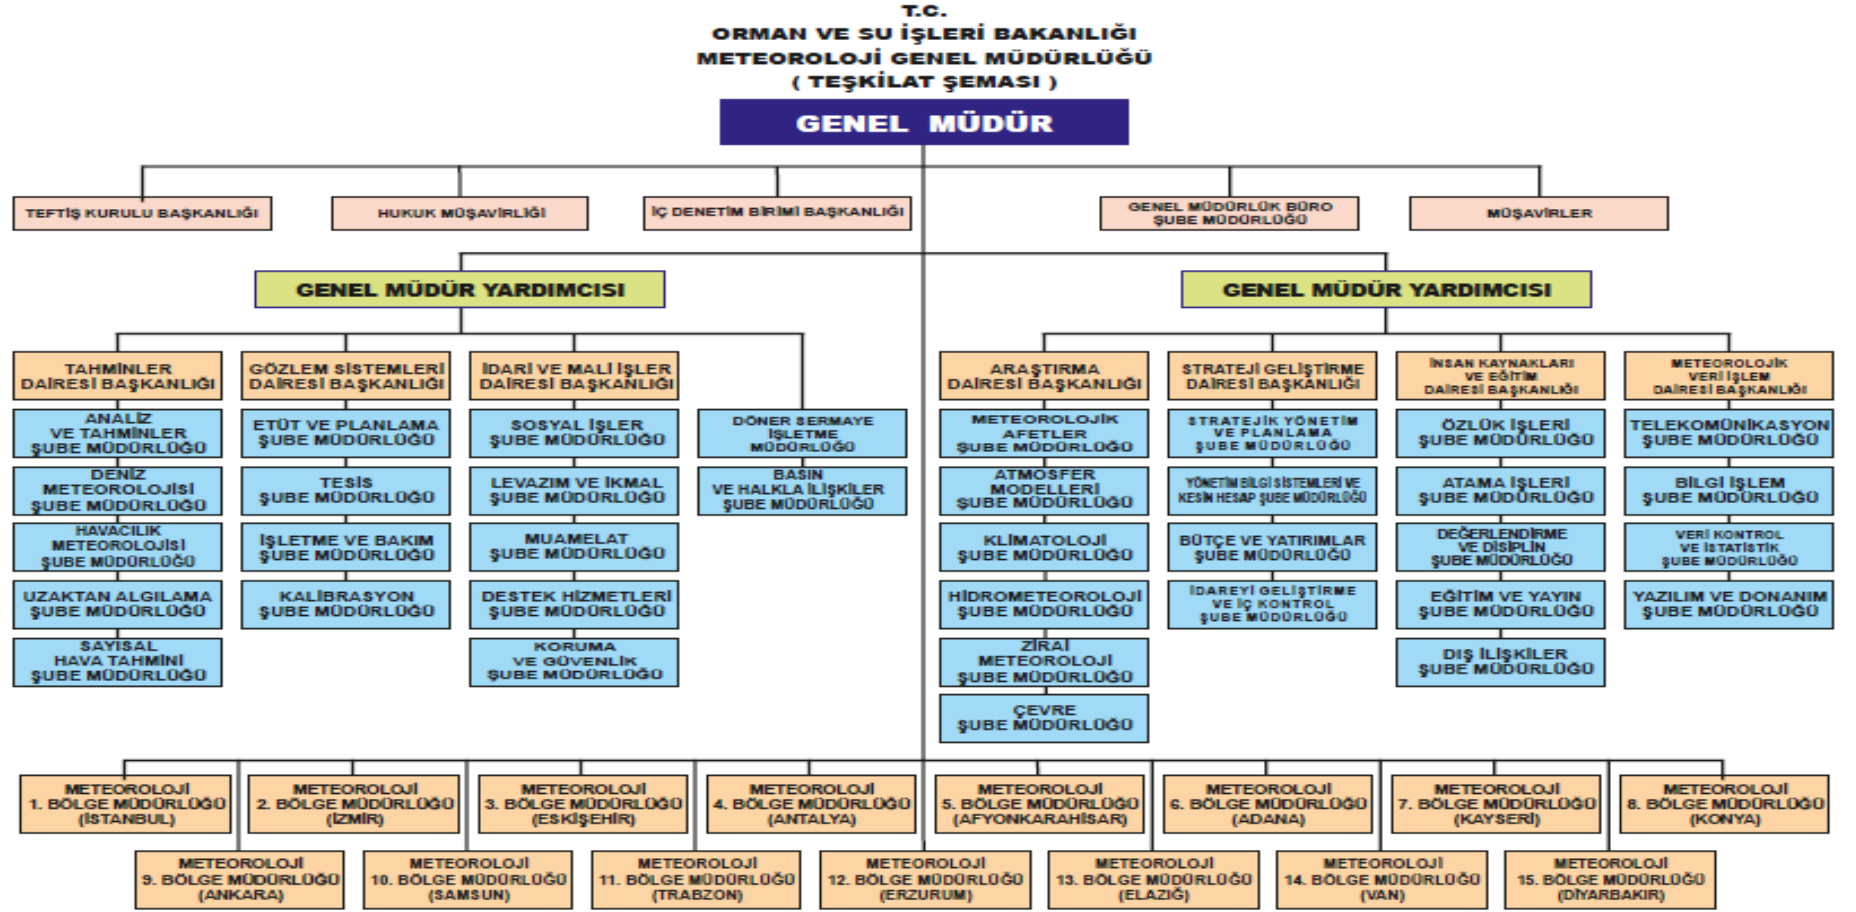 T.C.
ORMAN VE SU İŞLERİ BAKANLIĞI
METEOROLOJİ GENEL MÜDÜRLÜĞÜ
( TEŞKİLAT ŞEMASI )
GENEL MÜDÜR
TEFTİŞ KURULU BAŞKANLIĞI
HUKUK MÜŞAVİRLİĞİ
İÇ DENETİM BİRİMİ BAŞKANLIĞI
GENEL MÜDÜRLÜK BÜRO
ŞUBE MÜDÜRLÜĞÜ
MÜŞAVİRLER
GENEL MÜDÜR YARDIMCISI
GENEL MÜDÜR YARDIMCISI
TAHMİNLER
DAİRESİ BAŞKANLIĞI
ANALİZ
VE TAHMİNLER
ŞUBE MÜDÜRLÜĞÜ
DENİZ
METEOROLOJİSİ
ŞUBE MÜDÜRLÜĞÜ
HAVACILIK
METEOROLOJİSİ
ŞUBE MÜDÜRLÜĞÜ
UZAKTAN ALGILAMA
ŞUBE MÜDÜRLÜĞÜ
SAYISAL
HAVA TAHMİNİ
ŞUBE MÜDÜRLÜĞÜ
GÖZLEM SİSTEMLERİ
DAİRESİ BAŞKANLIĞI
ETÜT VE PLANLAMA
ŞUBE MÜDÜRLÜĞÜ
TESİS
ŞUBE MÜDÜRLÜĞÜ
İŞLETME VE BAKIM
ŞUBE MÜDÜRLÜĞÜ
KALİBRASYON
ŞUBE MÜDÜRLÜĞÜ
İDARİ VE MALİ İŞLER
DAİRESİ BAŞKANLIĞI
SOSYAL İŞLER
ŞUBE MÜDÜRLÜĞÜ
LEVAZIM VE İKMAL
ŞUBE MÜDÜRLÜĞÜ
MUAMELAT
ŞUBE MÜDÜRLÜĞÜ
DESTEK HİZMETLERİ
ŞUBE MÜDÜRLÜĞÜ
KORUMA
VE GÜVENLİK
ŞUBE MÜDÜRLÜĞÜ
DÖNER SERMAYE
İŞLETME
MÜDÜRLÜĞÜ
BASIN
VE HALKLA İLİŞKİLER
ŞUBE MÜDÜRLÜĞÜ
ARAŞTIRMA
DAİRESİ BAŞKANLIĞI
METEOROLOJİK
AFETLER
ŞUBE MÜDÜRLÜĞÜ
ATMOSFER
MODELLERİ
ŞUBE MÜDÜRLÜĞÜ
KLİMATOLOJİ
ŞUBE MÜDÜRLÜĞÜ
HİDROMETEOROLOJİ
ŞUBE MÜDÜRLÜĞÜ
ZİRAİ
METEOROLOJİ
ŞUBE MÜDÜRLÜĞÜ
ÇEVRE
ŞUBE MÜDÜRLÜĞÜ
STRATEJİ GELİŞTİRME
DAİRESİ BAŞKANLIĞI
STRATEJİK YÖNETİM
VE PLANLAMA
ŞUBE MÜDÜRLÜĞÜ
YÖNETİM BİLGİ SİSTEMLERİ VE
KESİN HESAP ŞUBE MÜDÜRLÜĞÜ
BÜTÇE VE YATIRIMLAR
ŞUBE MÜDÜRLÜĞÜ
İDAREYİ GELİŞTİRME
VE İÇ KONTROL
ŞUBE MÜDÜRLÜĞÜ
İNSAN KAYNAKLARI
VE EĞİTİM
DAİRESİ BAŞKANLIĞI
ÖZLÜK İŞLERİ
ŞUBE MÜDÜRLÜĞÜ
ATAMA İŞLERİ
ŞUBE MÜDÜRLÜĞÜ
DEĞERLENDİRME
VE DİSİPLİN
ŞUBE MÜDÜRLÜĞÜ
EĞİTİM VE YAYIN
ŞUBE MÜDÜRLÜĞÜ
DIŞ İLİŞKİLER
ŞUBE MÜDÜRLÜĞÜ
METEOROLOJİK
VERİ İŞLEM
DAİRESİ BAŞKANLIĞI
TELEKOMÜNİKASYON
ŞUBE MÜDÜRLÜĞÜ
BİLGİ İŞLEM
ŞUBE MÜDÜRLÜĞÜ
VERİ KONTROL
VE İSTATİSTİK
ŞUBE MÜDÜRLÜĞÜ
YAZILIM VE DONANIM
ŞUBE MÜDÜRLÜĞÜ
METEOROLOJİ
1. BÖLGE MÜDÜRLÜĞÜ
(İSTANBUL)
METEOROLOJİ
2. BÖLGE MÜDÜRLÜĞÜ
(İZMİR)
METEOROLOJİ
3. BÖLGE MÜDÜRLÜĞÜ
(ESKİŞEHİR)
METEOROLOJİ
4. BÖLGE MÜDÜRLÜĞÜ
(ANTALYA)
METEOROLOJİ
5. BÖLGE MÜDÜRLÜĞÜ
(AFYONKARAHİSAR)
METEOROLOJİ
6. BÖLGE MÜDÜRLÜĞÜ
(ADANA)
METEOROLOJİ
7. BÖLGE MÜDÜRLÜĞÜ
(KAYSERİ)
METEOROLOJİ
8. BÖLGE MÜDÜRLÜĞÜ
(KONYA)
METEOROLOJİ
9. BÖLGE MÜDÜRLÜĞÜ
(ANKARA)
METEOROLOJİ
10. BÖLGE MÜDÜRLÜĞÜ
(SAMSUN)
METEOROLOJİ
11. BÖLGE MÜDÜRLÜĞÜ
(TRABZON)
METEOROLOJİ
12. BÖLGE MÜDÜRLÜĞÜ
(ERZURUM)
METEOROLOJİ
13. BÖLGE MÜDÜRLÜĞÜ
(ELAZIĞ)
METEOROLOJİ
14. BÖLGE MÜDÜRLÜĞÜ
(VAN)
METEOROLOJİ
15. BÖLGE MÜDÜRLÜĞÜ
(DİYARBAKIR)